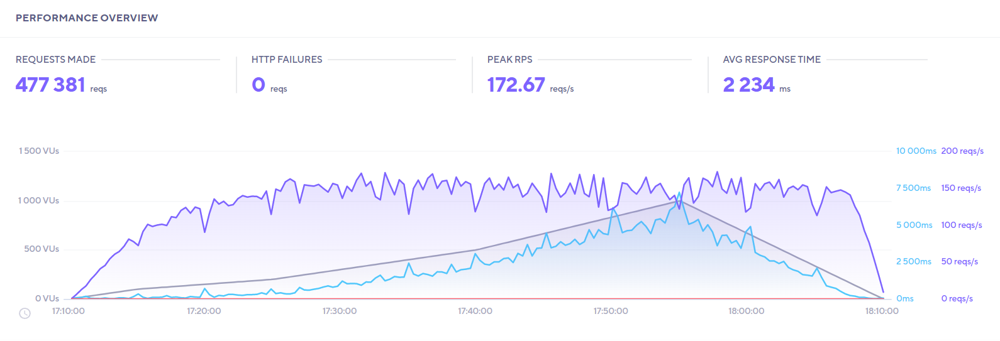 PERFORMANCE OVERVIEW
REQUESTS MADE
477 381 reqs
HTTP FAILURES
0 reqs
PEAK RPS
172.67 reqs/s
AVG RESPONSE TIME
2 234 ms
1 500 VUs
1 000 VUs
500 VUs
0 VUs
10 000ms 200 reqs/s
7 500ms 150 reqs/s
5 000ms 100 reqs/s
2 500ms 50 reqs/s
0ms 0 reqs/s
17:10:00 17:20:00 17:30:00 17:40:00 17:50:00 18:00:00 18:10:00